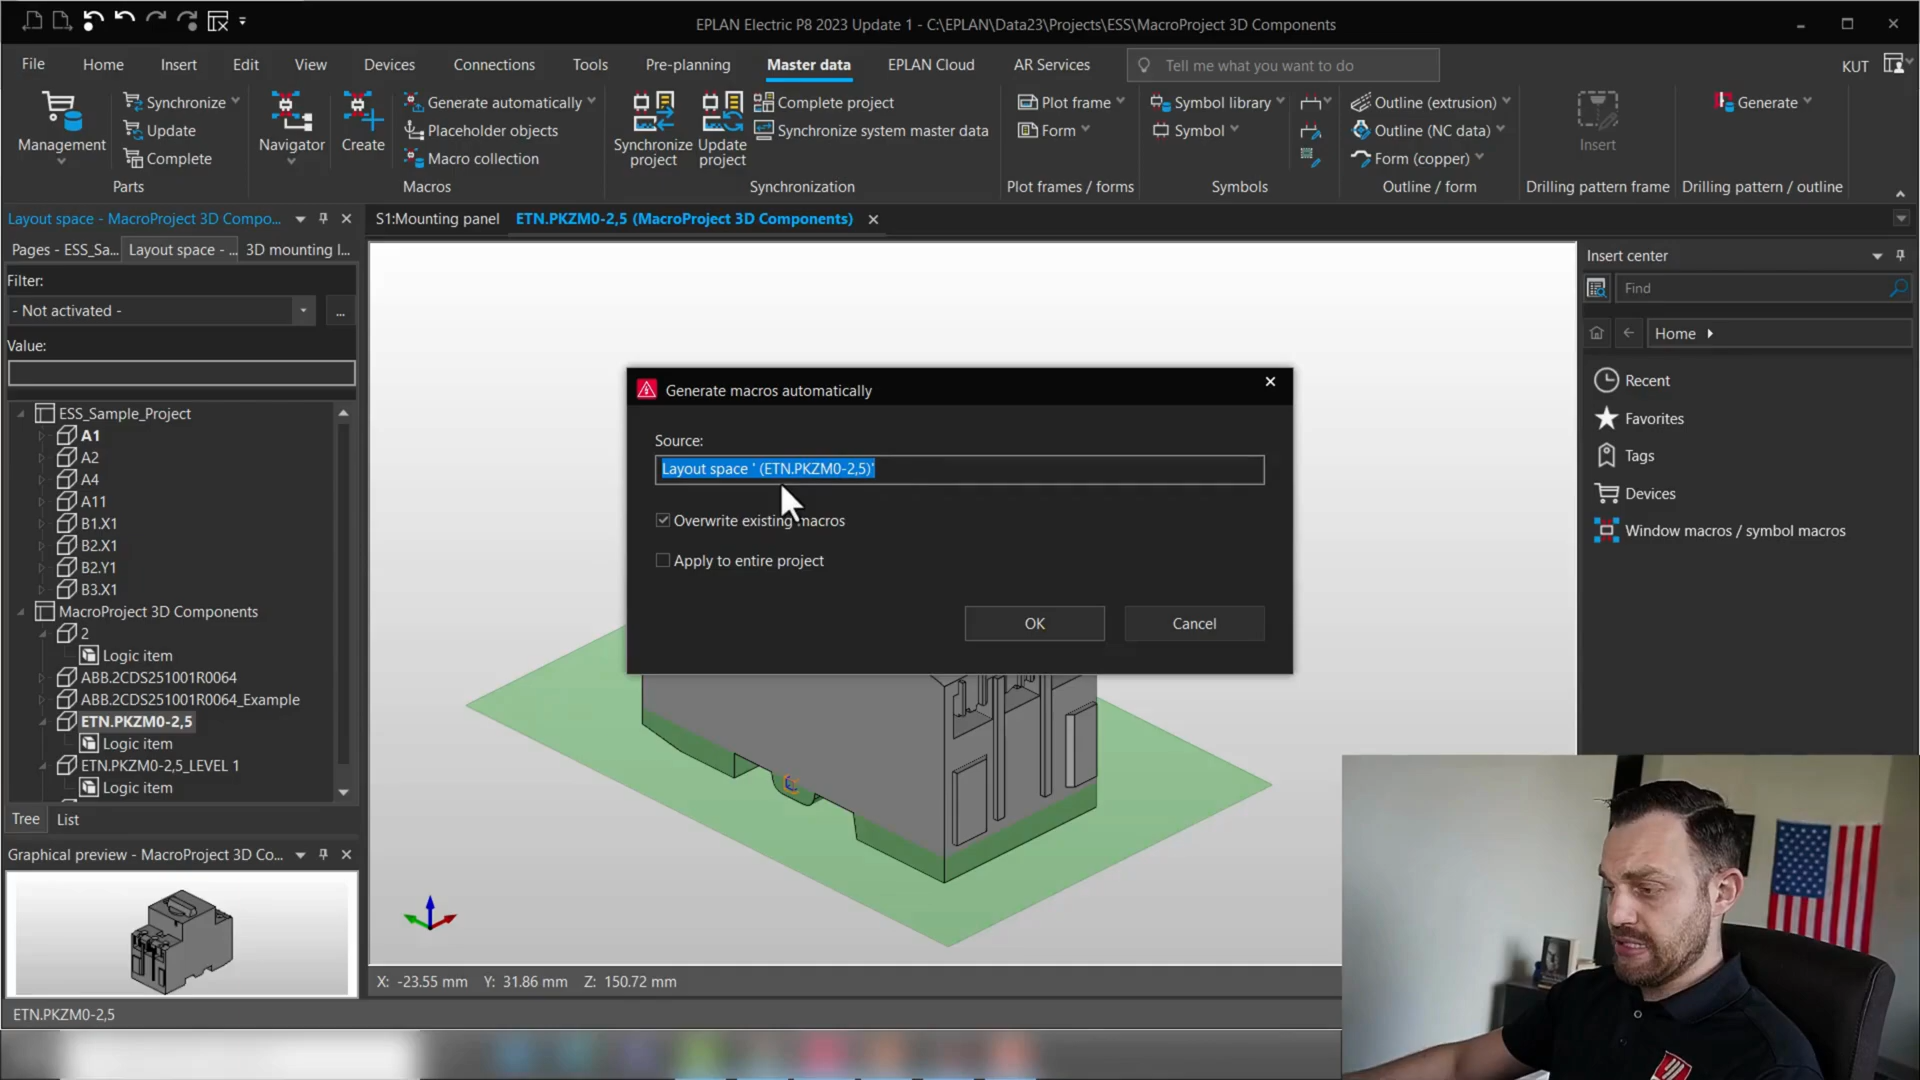 EPLAN Electric P8 2023 Update 1 - C:\EPLAN\Data23\Projects\ESS\MacroProject 3D Components
File Home Insert Edit View Devices Connections Tools Pre-planning Master data EPLAN Cloud AR Services Tell me what you want to do KUT
Management
Synchronize
Update
Complete
Parts
Navigator
Create
Generate automatically
Placeholder objects
Macro collection
Macros
Synchronize project
Update project
Complete project
Synchronize system master data
Synchronization
Plot frame
Form
Plot frames / forms
Symbol library
Symbol
Symbols
Outline (extrusion)
Outline (NC data)
Form (copper)
Outline / form
Insert
Drilling pattern frame
Generate
Drilling pattern / outline
Layout space - MacroProject 3D Compo...
Pages - ESS_Sa... Layout space - ... 3D mounting l...
Filter:
- Not activated -
...
Value:
ESS_Sample_Project
A1
A2
A4
A11
B1.X1
B2.X1
B2.Y1
B3.X1
MacroProject 3D Components
2
Logic item
ABB.2CDS251001R0064
ABB.2CDS251001R0064_Example
ETN.PKZM0-2,5
Logic item
ETN.PKZM0-2,5_LEVEL 1
Logic item
Tree List
Graphical preview - MacroProject 3D Co...
ETN.PKZM0-2,5
S1:Mounting panel ETN.PKZM0-2,5 (MacroProject 3D Components)
Generate macros automatically
Source:
Layout space ' (ETN.PKZM0-2,5)'
Overwrite existing macros
Apply to entire project
OK Cancel
X: -23.55 mm Y: 31.86 mm Z: 150.72 mm
Insert center
Find
Home
Recent
Favorites
Tags
Devices
Window macros / symbol macros